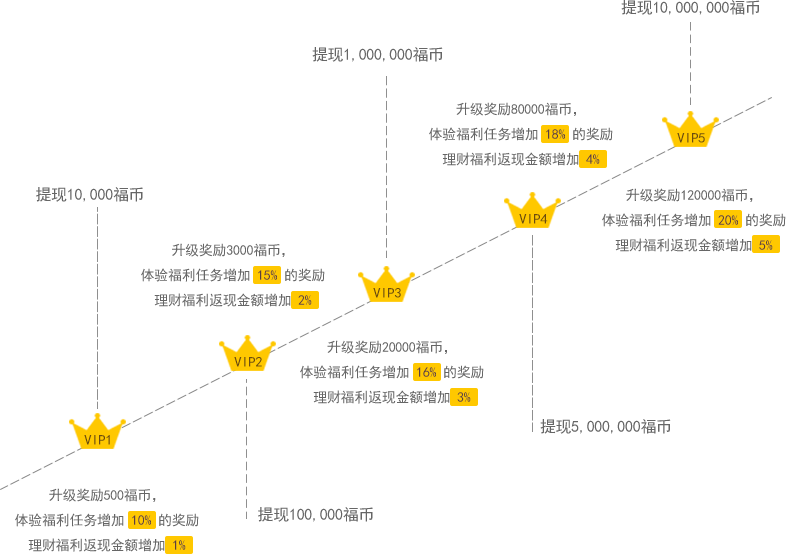 提现10,000,000福币
提现1,000,000福币
升级奖励80000福币，
体验福利任务增加 18% 的奖励
理财福利返现金额增加 4%
VIP5
提现10,000福币
升级奖励120000福币，
体验福利任务增加 20% 的奖励
理财福利返现金额增加 5%
VIP4
升级奖励3000福币，
体验福利任务增加 15% 的奖励
理财福利返现金额增加 2%
VIP3
升级奖励20000福币，
体验福利任务增加 16% 的奖励
理财福利返现金额增加 3%
VIP2
提现5,000,000福币
VIP1
升级奖励500福币，
体验福利任务增加 10% 的奖励
理财福利返现金额增加 1%
提现100,000福币